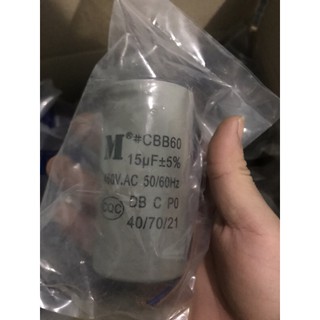 M®#CBB60
15μF±5%
450V.AC 50/60Hz
CQC DB C P0
40/70/21